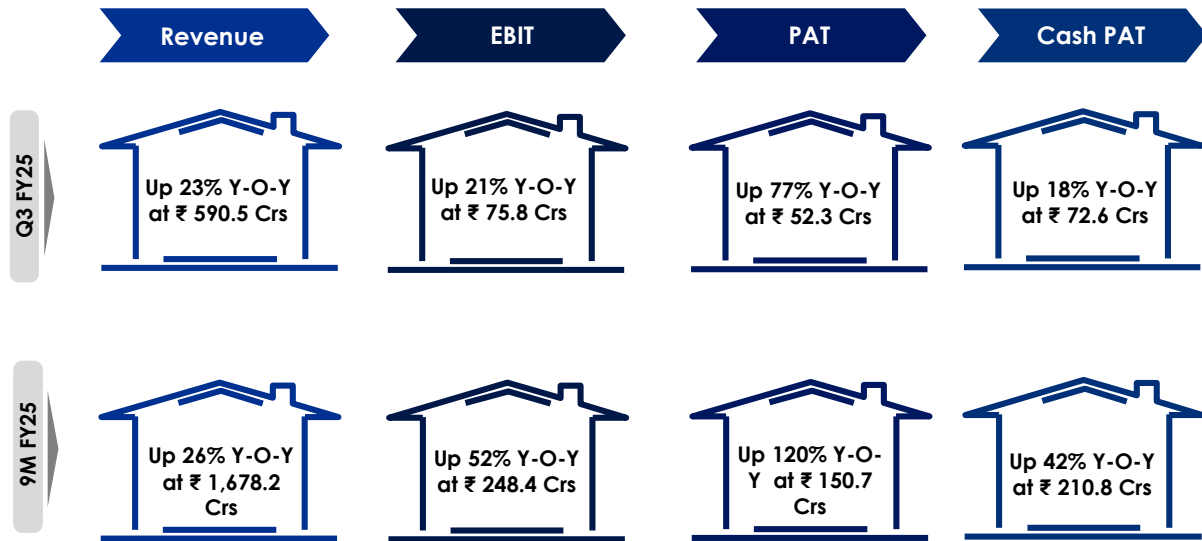 Revenue
EBIT
PAT
Cash PAT
Q3 FY25
Up 23% Y-O-Y
at ₹ 590.5 Crs
Up 21% Y-O-Y
at ₹ 75.8 Crs
Up 77% Y-O-Y
at ₹ 52.3 Crs
Up 18% Y-O-Y
at ₹ 72.6 Crs
9M FY25
Up 26% Y-O-Y
at ₹ 1,678.2
Crs
Up 52% Y-O-Y
at ₹ 248.4 Crs
Up 120% Y-O-
Y at ₹ 150.7
Crs
Up 42% Y-O-Y
at ₹ 210.8 Crs